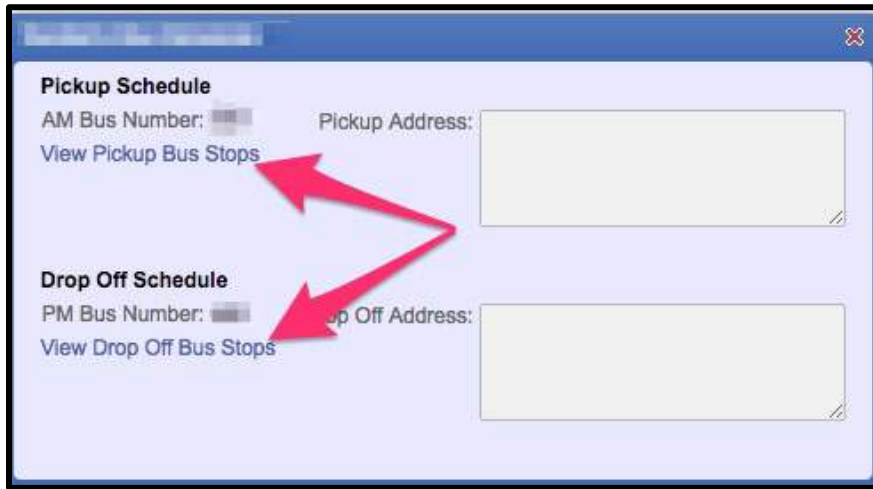 Pickup Schedule
AM Bus Number:
Pickup Address:
View Pickup Bus Stops
Drop Off Schedule
PM Bus Number:
Off Address:
View Drop Off Bus Stops